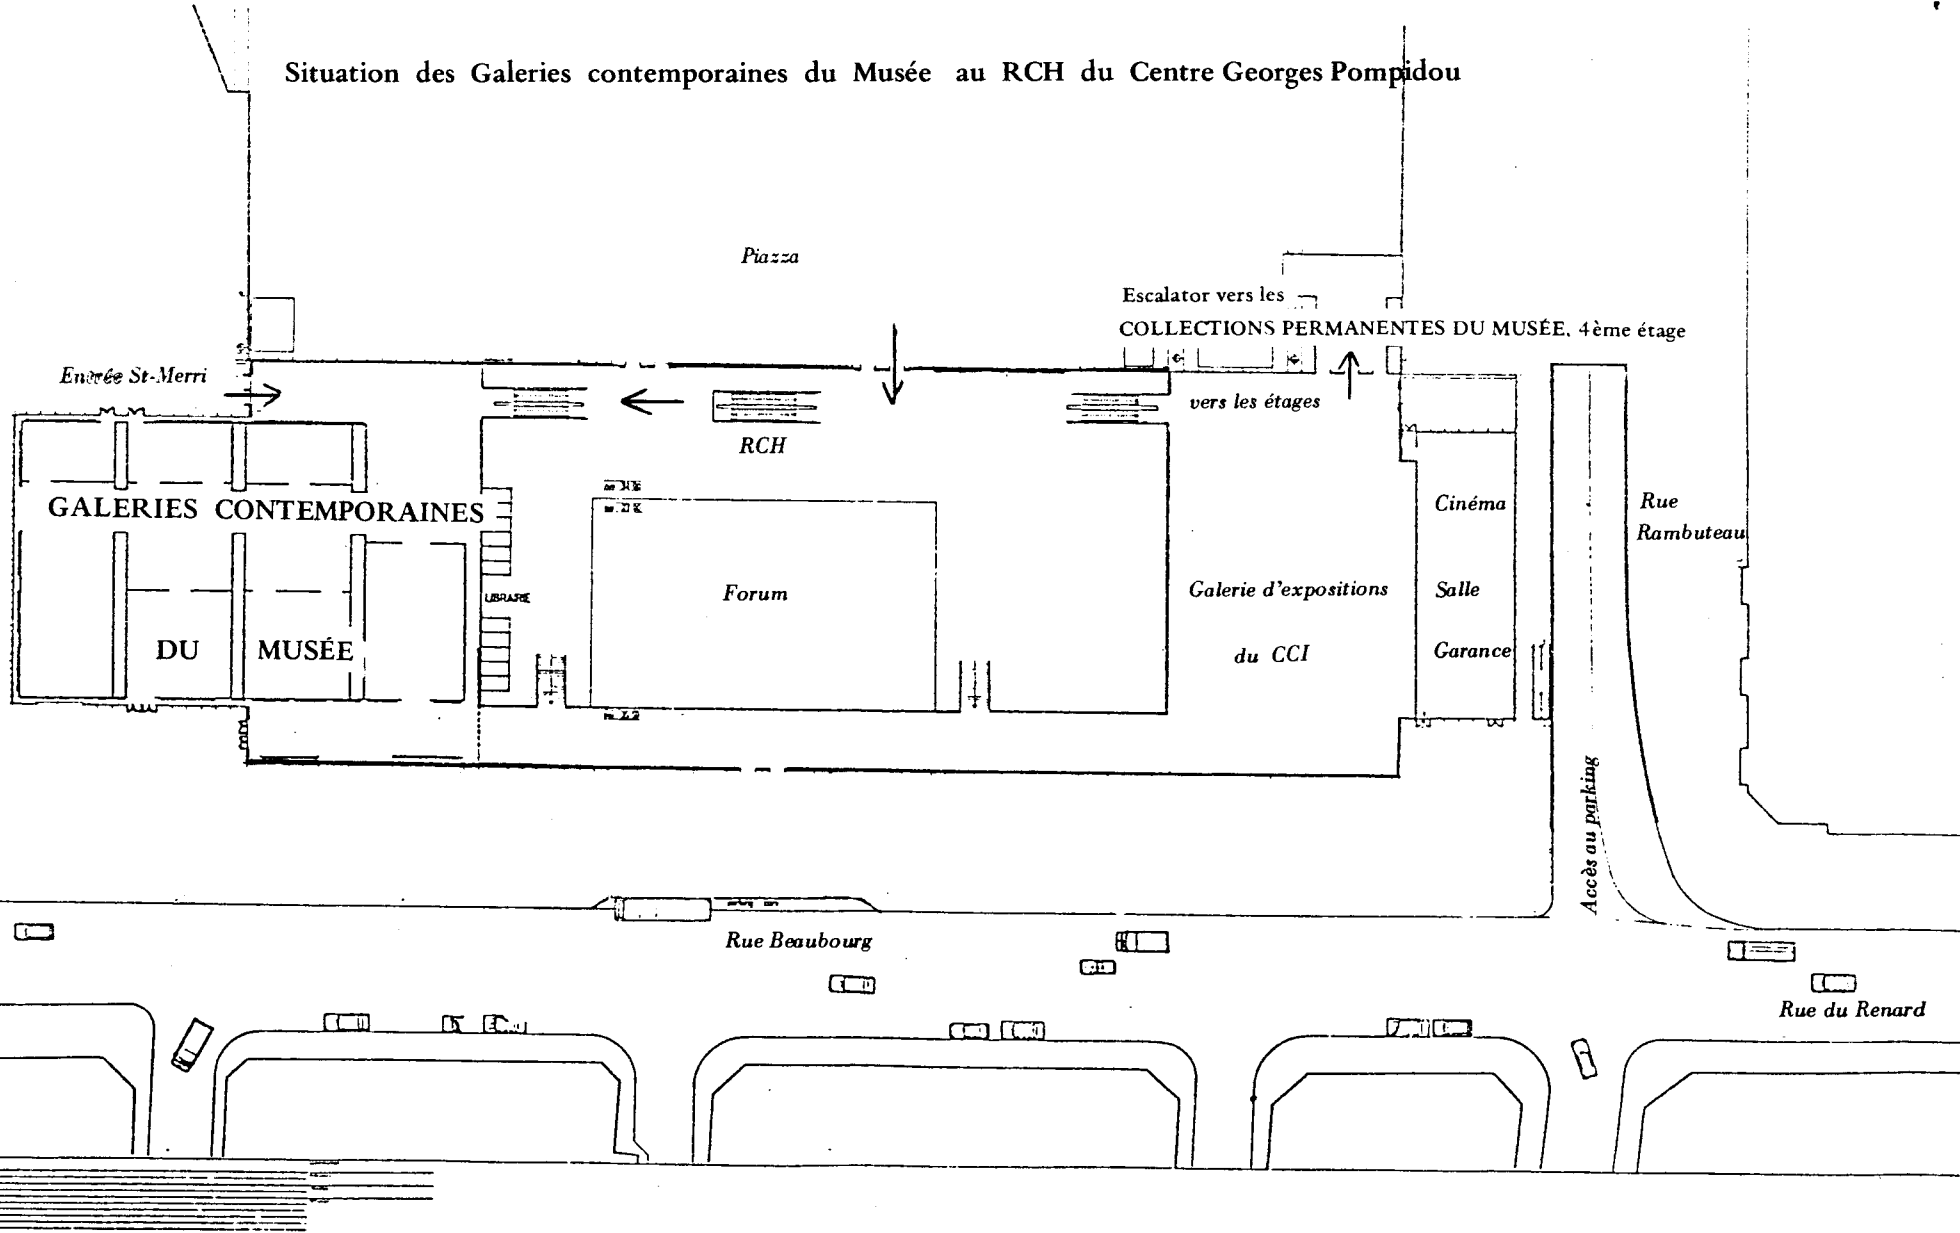 Situation des Galeries contemporaines du Musée au RCH du Centre Georges Pompidou
Piazza
Escalator vers les
COLLECTIONS PERMANENTES DU MUSÉE. 4ème étage
Entrée St-Merri
vers les étages
RCH
GALERIES CONTEMPORAINES
DU MUSÉE
LIBRAIRIE
Forum
Galerie d'expositions
du CCI
Cinéma
Salle
Garance
Rue
Rambuteau
Accès au parking
Rue Beaubourg
Rue du Renard